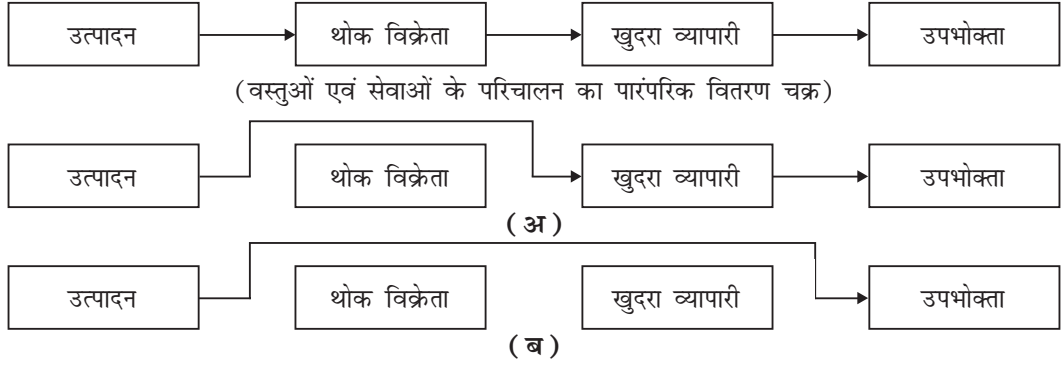 उत्पादन थोक विक्रेता खुदरा व्यापारी उपभोक्ता
(वस्तुओं एवं सेवाओं के परिचालन का पारंपरिक वितरण चक्र)
उत्पादन थोक विक्रेता खुदरा व्यापारी उपभोक्ता
(अ)
उत्पादन थोक विक्रेता खुदरा व्यापारी उपभोक्ता
(ब)